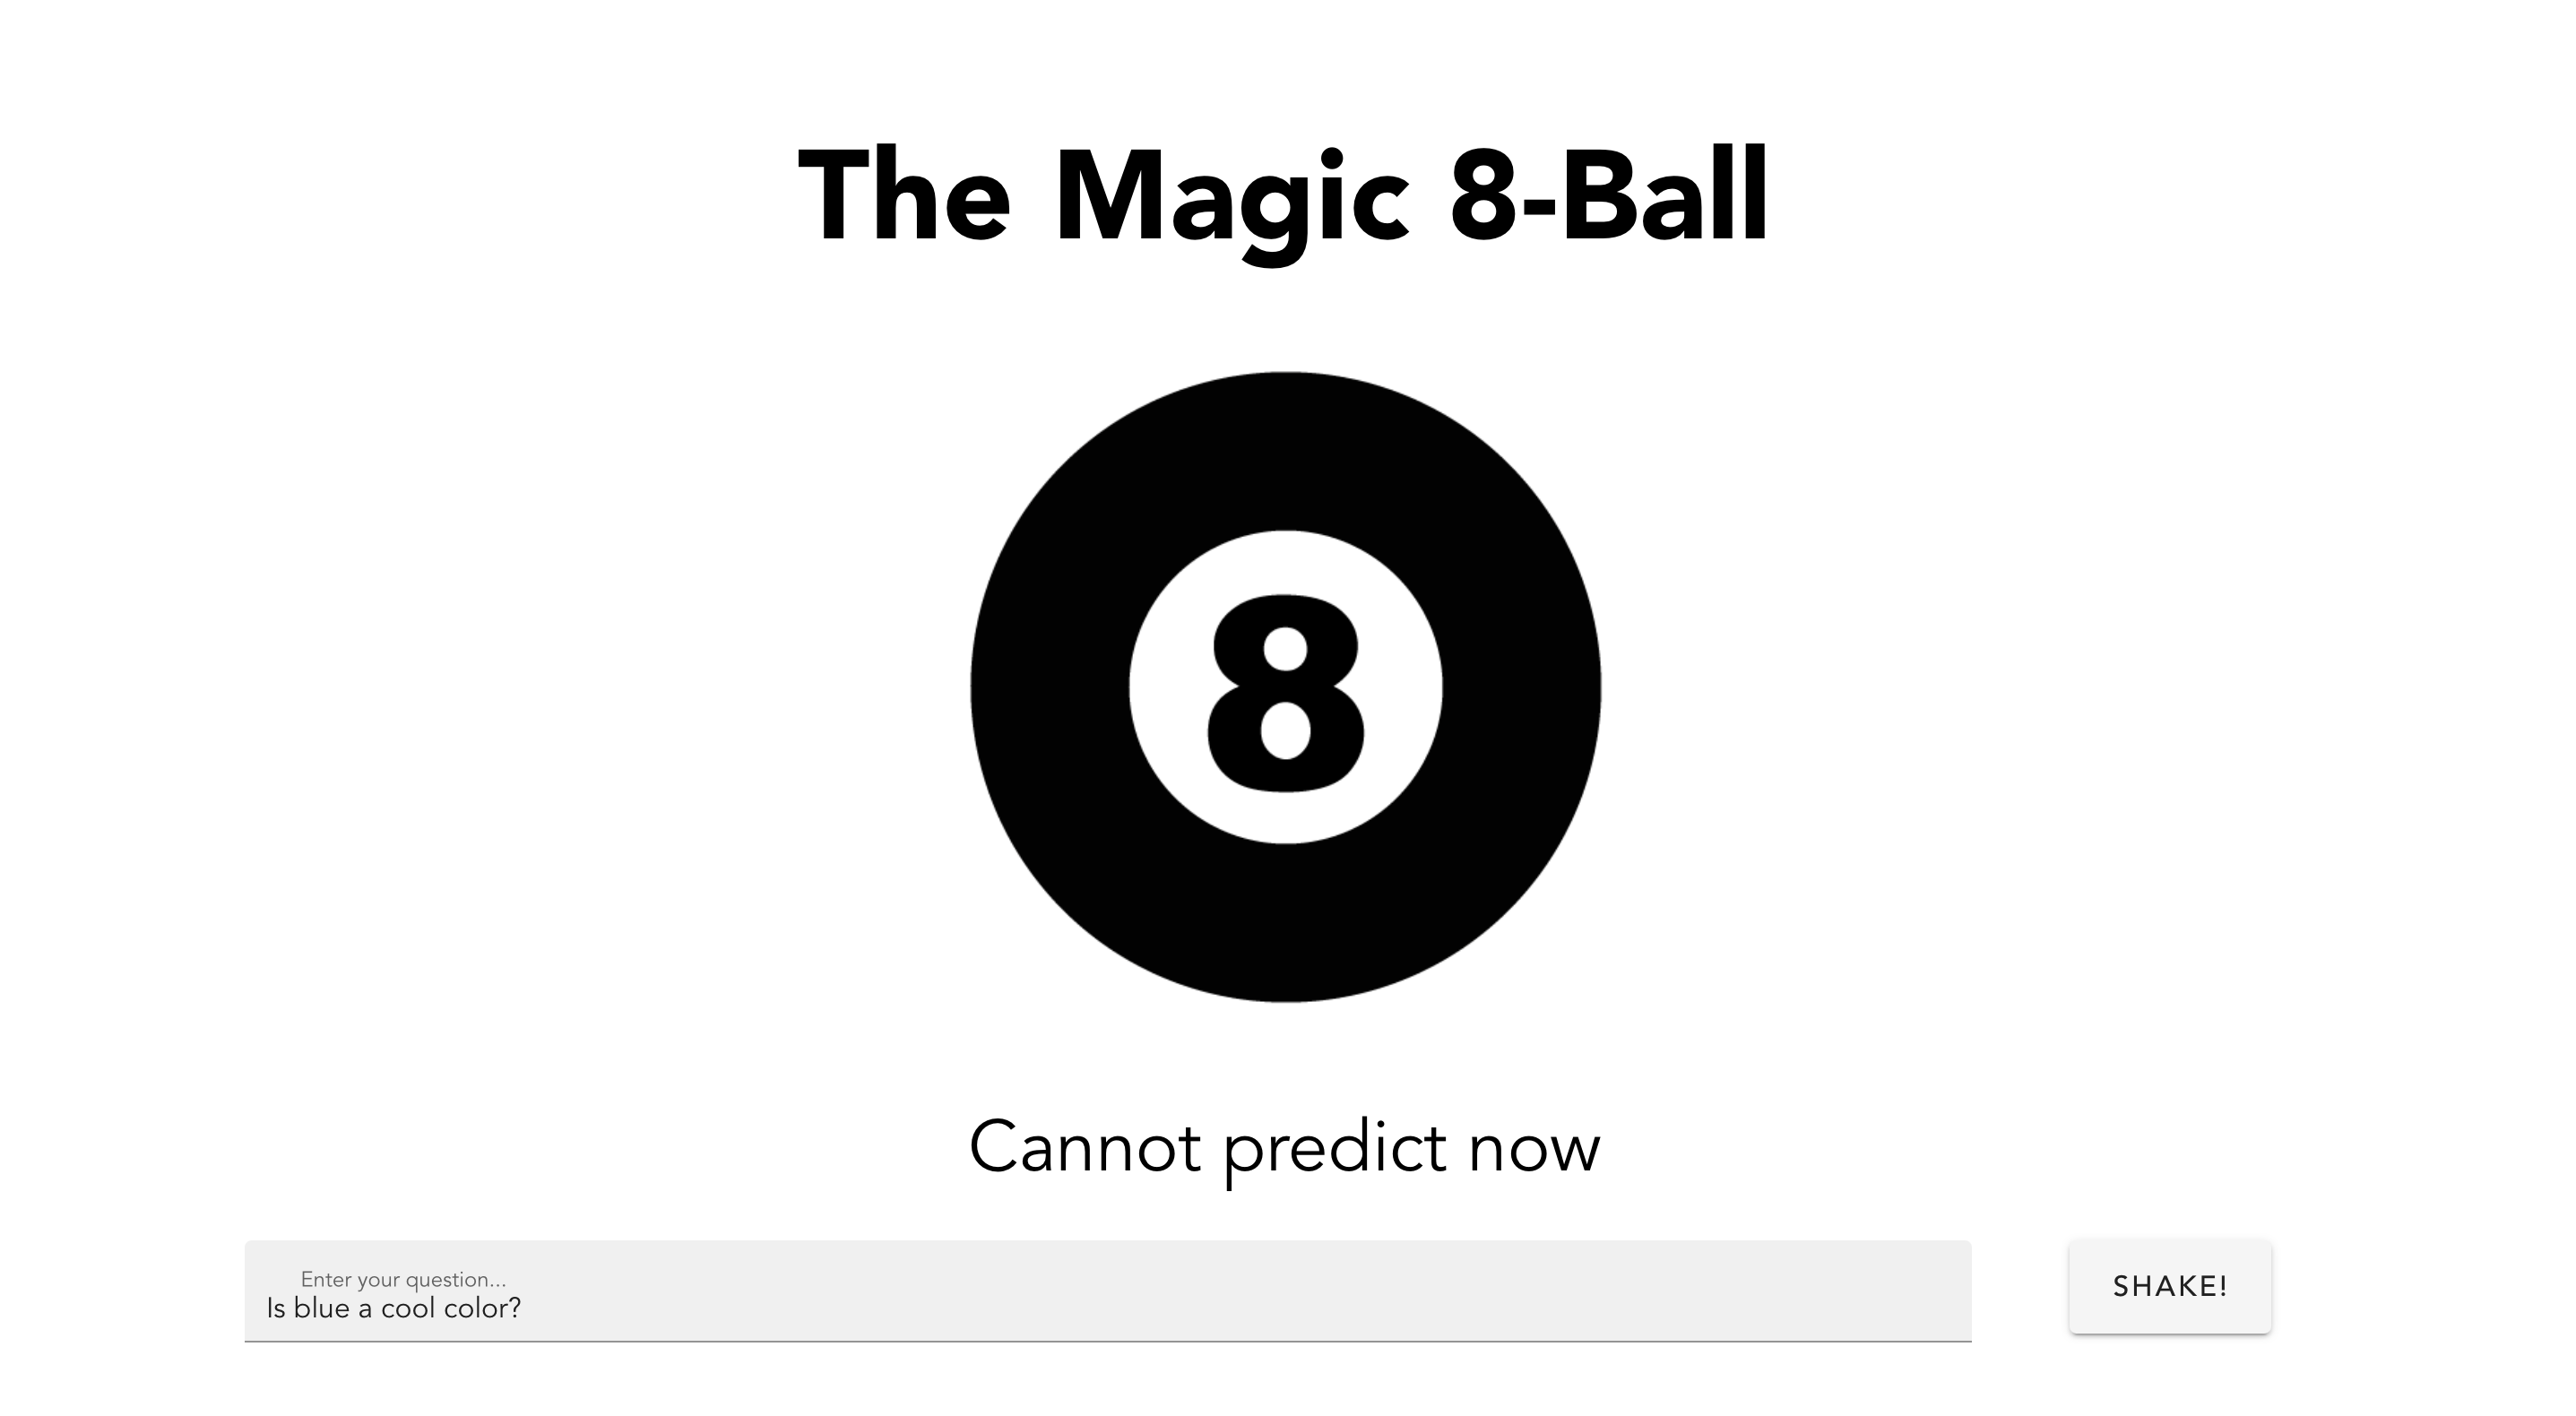 The Magic 8-Ball
8
Cannot predict now
Enter your question...
Is blue a cool color?
SHAKE!